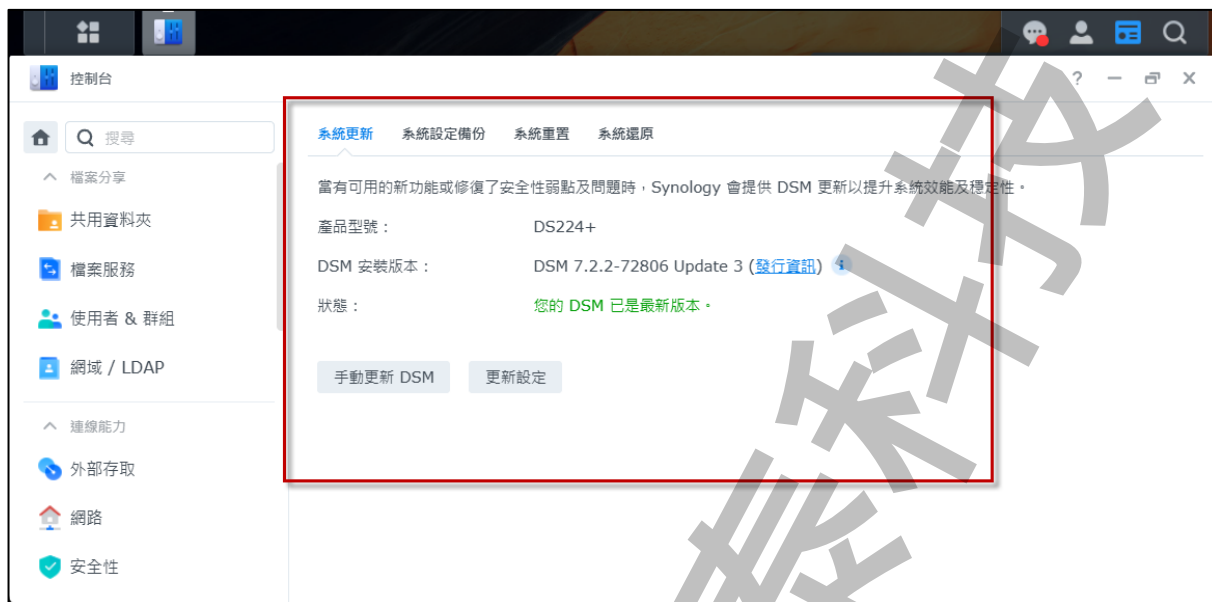 控制台
?
搜尋
檔案分享
共用資料夾
檔案服務
使用者 & 群組
網域 / LDAP
連線能力
外部存取
網路
安全性
系統更新 系統設定備份 系統重置 系統還原
當有可用的新功能或修復了安全性弱點及問題時,Synology 會提供 DSM 更新以提升系統效能及穩定性。
產品型號: DS224+
DSM 安裝版本: DSM 7.2.2-72806 Update 3 (發行資訊)
狀態: 您的 DSM 已是最新版本。
手動更新 DSM 更新設定
泰科技